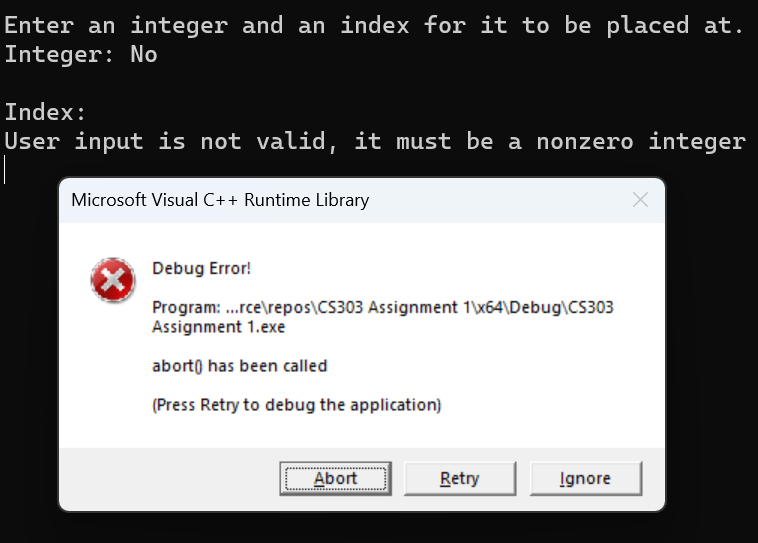 Enter an integer and an index for it to be placed at.
Integer: No
Index:
User input is not valid, it must be a nonzero integer
Microsoft Visual C++ Runtime Library
Debug Error!
Program: ...rce\repos\CS303 Assignment 1\x64\Debug\CS303
Assignment 1.exe
abort() has been called
(Press Retry to debug the application)
Abort
Retry
Ignore